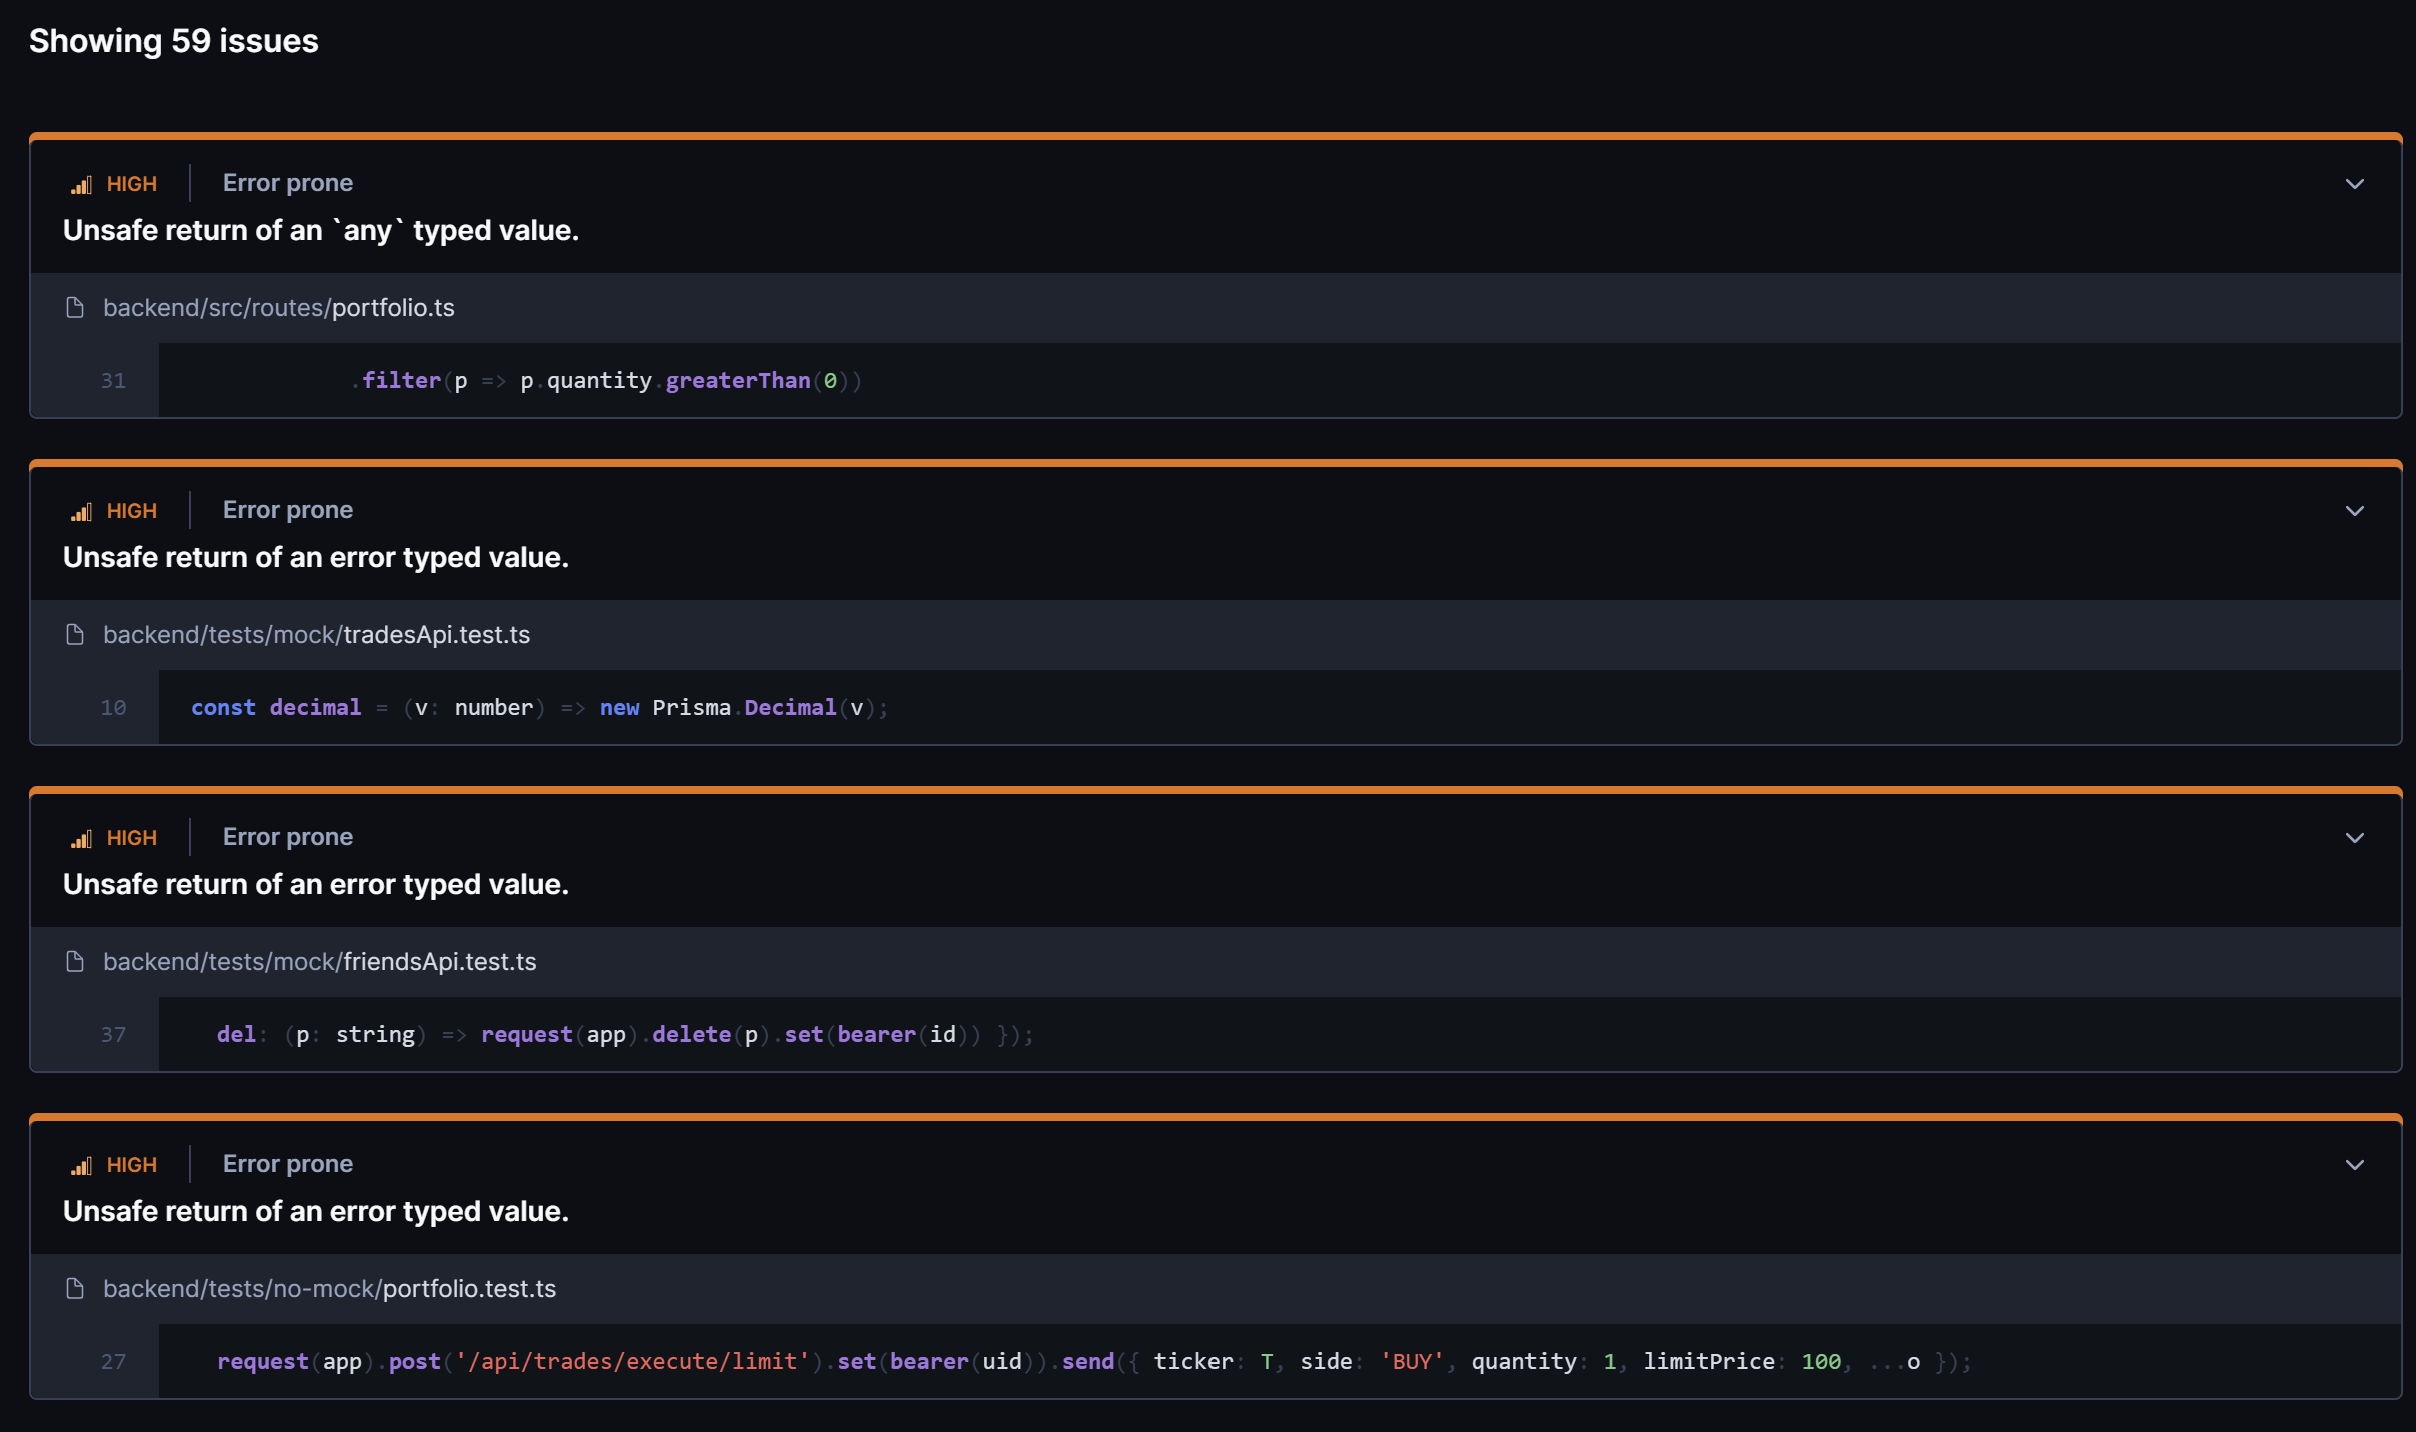 Showing 59 issues
HIGH | Error prone
Unsafe return of an `any` typed value.
backend/src/routes/portfolio.ts
31 .filter(p => p.quantity.greaterThan(0))
HIGH | Error prone
Unsafe return of an error typed value.
backend/tests/mock/tradesApi.test.ts
10 const decimal = (v: number) => new Prisma.Decimal(v);
HIGH | Error prone
Unsafe return of an error typed value.
backend/tests/mock/friendsApi.test.ts
37 del: (p: string) => request(app).delete(p).set(bearer(id)) });
HIGH | Error prone
Unsafe return of an error typed value.
backend/tests/no-mock/portfolio.test.ts
27 request(app).post('/api/trades/execute/limit').set(bearer(uid)).send({ ticker: T, side: 'BUY', quantity: 1, limitPrice: 100, ...o });